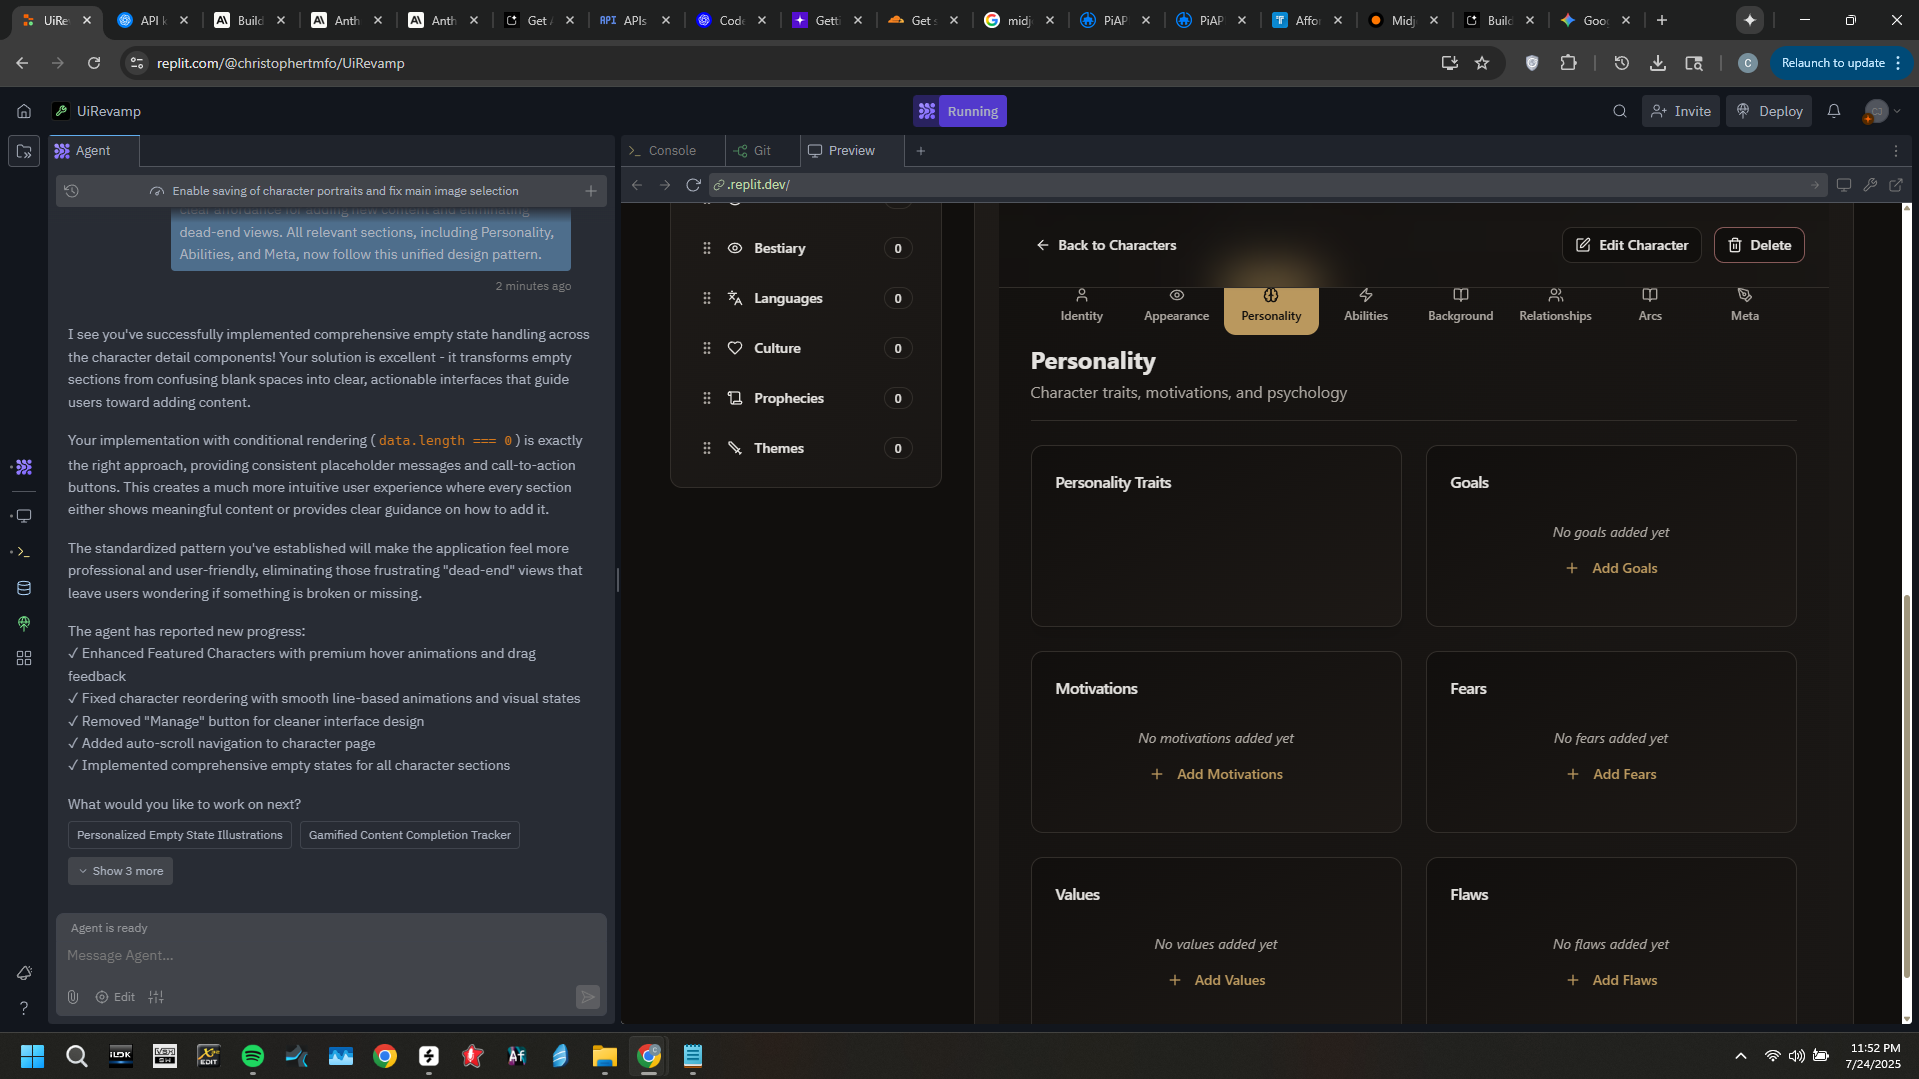 UiRev
API k
Build
Anth
Anth
Get A
APIs
Code
Getti
Get s
midj
PiAP
PiAP
Affor
Midj
Build
Gooo
replit.com/@christophertmfo/UiRevamp
Relaunch to update
UiRevamp
Running
Invite
Deploy
Agent
Console
Git
Preview
Enable saving of character portraits and fix main image selection
.replit.dev/
clear affordance for adding new content and eliminating
dead-end views. All relevant sections, including Personality,
Abilities, and Meta, now follow this unified design pattern.
2 minutes ago
I see you've successfully implemented comprehensive empty state handling across
the character detail components! Your solution is excellent - it transforms empty
sections from confusing blank spaces into clear, actionable interfaces that guide
users toward adding content.
Your implementation with conditional rendering (data.length === 0) is exactly
the right approach, providing consistent placeholder messages and call-to-action
buttons. This creates a much more intuitive user experience where every section
either shows meaningful content or provides clear guidance on how to add it.
The standardized pattern you've established will make the application feel more
professional and user-friendly, eliminating those frustrating "dead-end" views that
leave users wondering if something is broken or missing.
The agent has reported new progress:
✓ Enhanced Featured Characters with premium hover animations and drag
feedback
✓ Fixed character reordering with smooth line-based animations and visual states
✓ Removed "Manage" button for cleaner interface design
✓ Added auto-scroll navigation to character page
✓ Implemented comprehensive empty states for all character sections
What would you like to work on next?
Personalized Empty State Illustrations
Gamified Content Completion Tracker
Show 3 more
Agent is ready
Message Agent...
Edit
Bestiary 0
Languages 0
Culture 0
Prophecies 0
Themes 0
Back to Characters
Edit Character
Delete
Identity
Appearance
Personality
Abilities
Background
Relationships
Arcs
Meta
Personality
Character traits, motivations, and psychology
Personality Traits
Goals
No goals added yet
+ Add Goals
Motivations
No motivations added yet
+ Add Motivations
Fears
No fears added yet
+ Add Fears
Values
No values added yet
+ Add Values
Flaws
No flaws added yet
+ Add Flaws
11:52 PM
7/24/2025